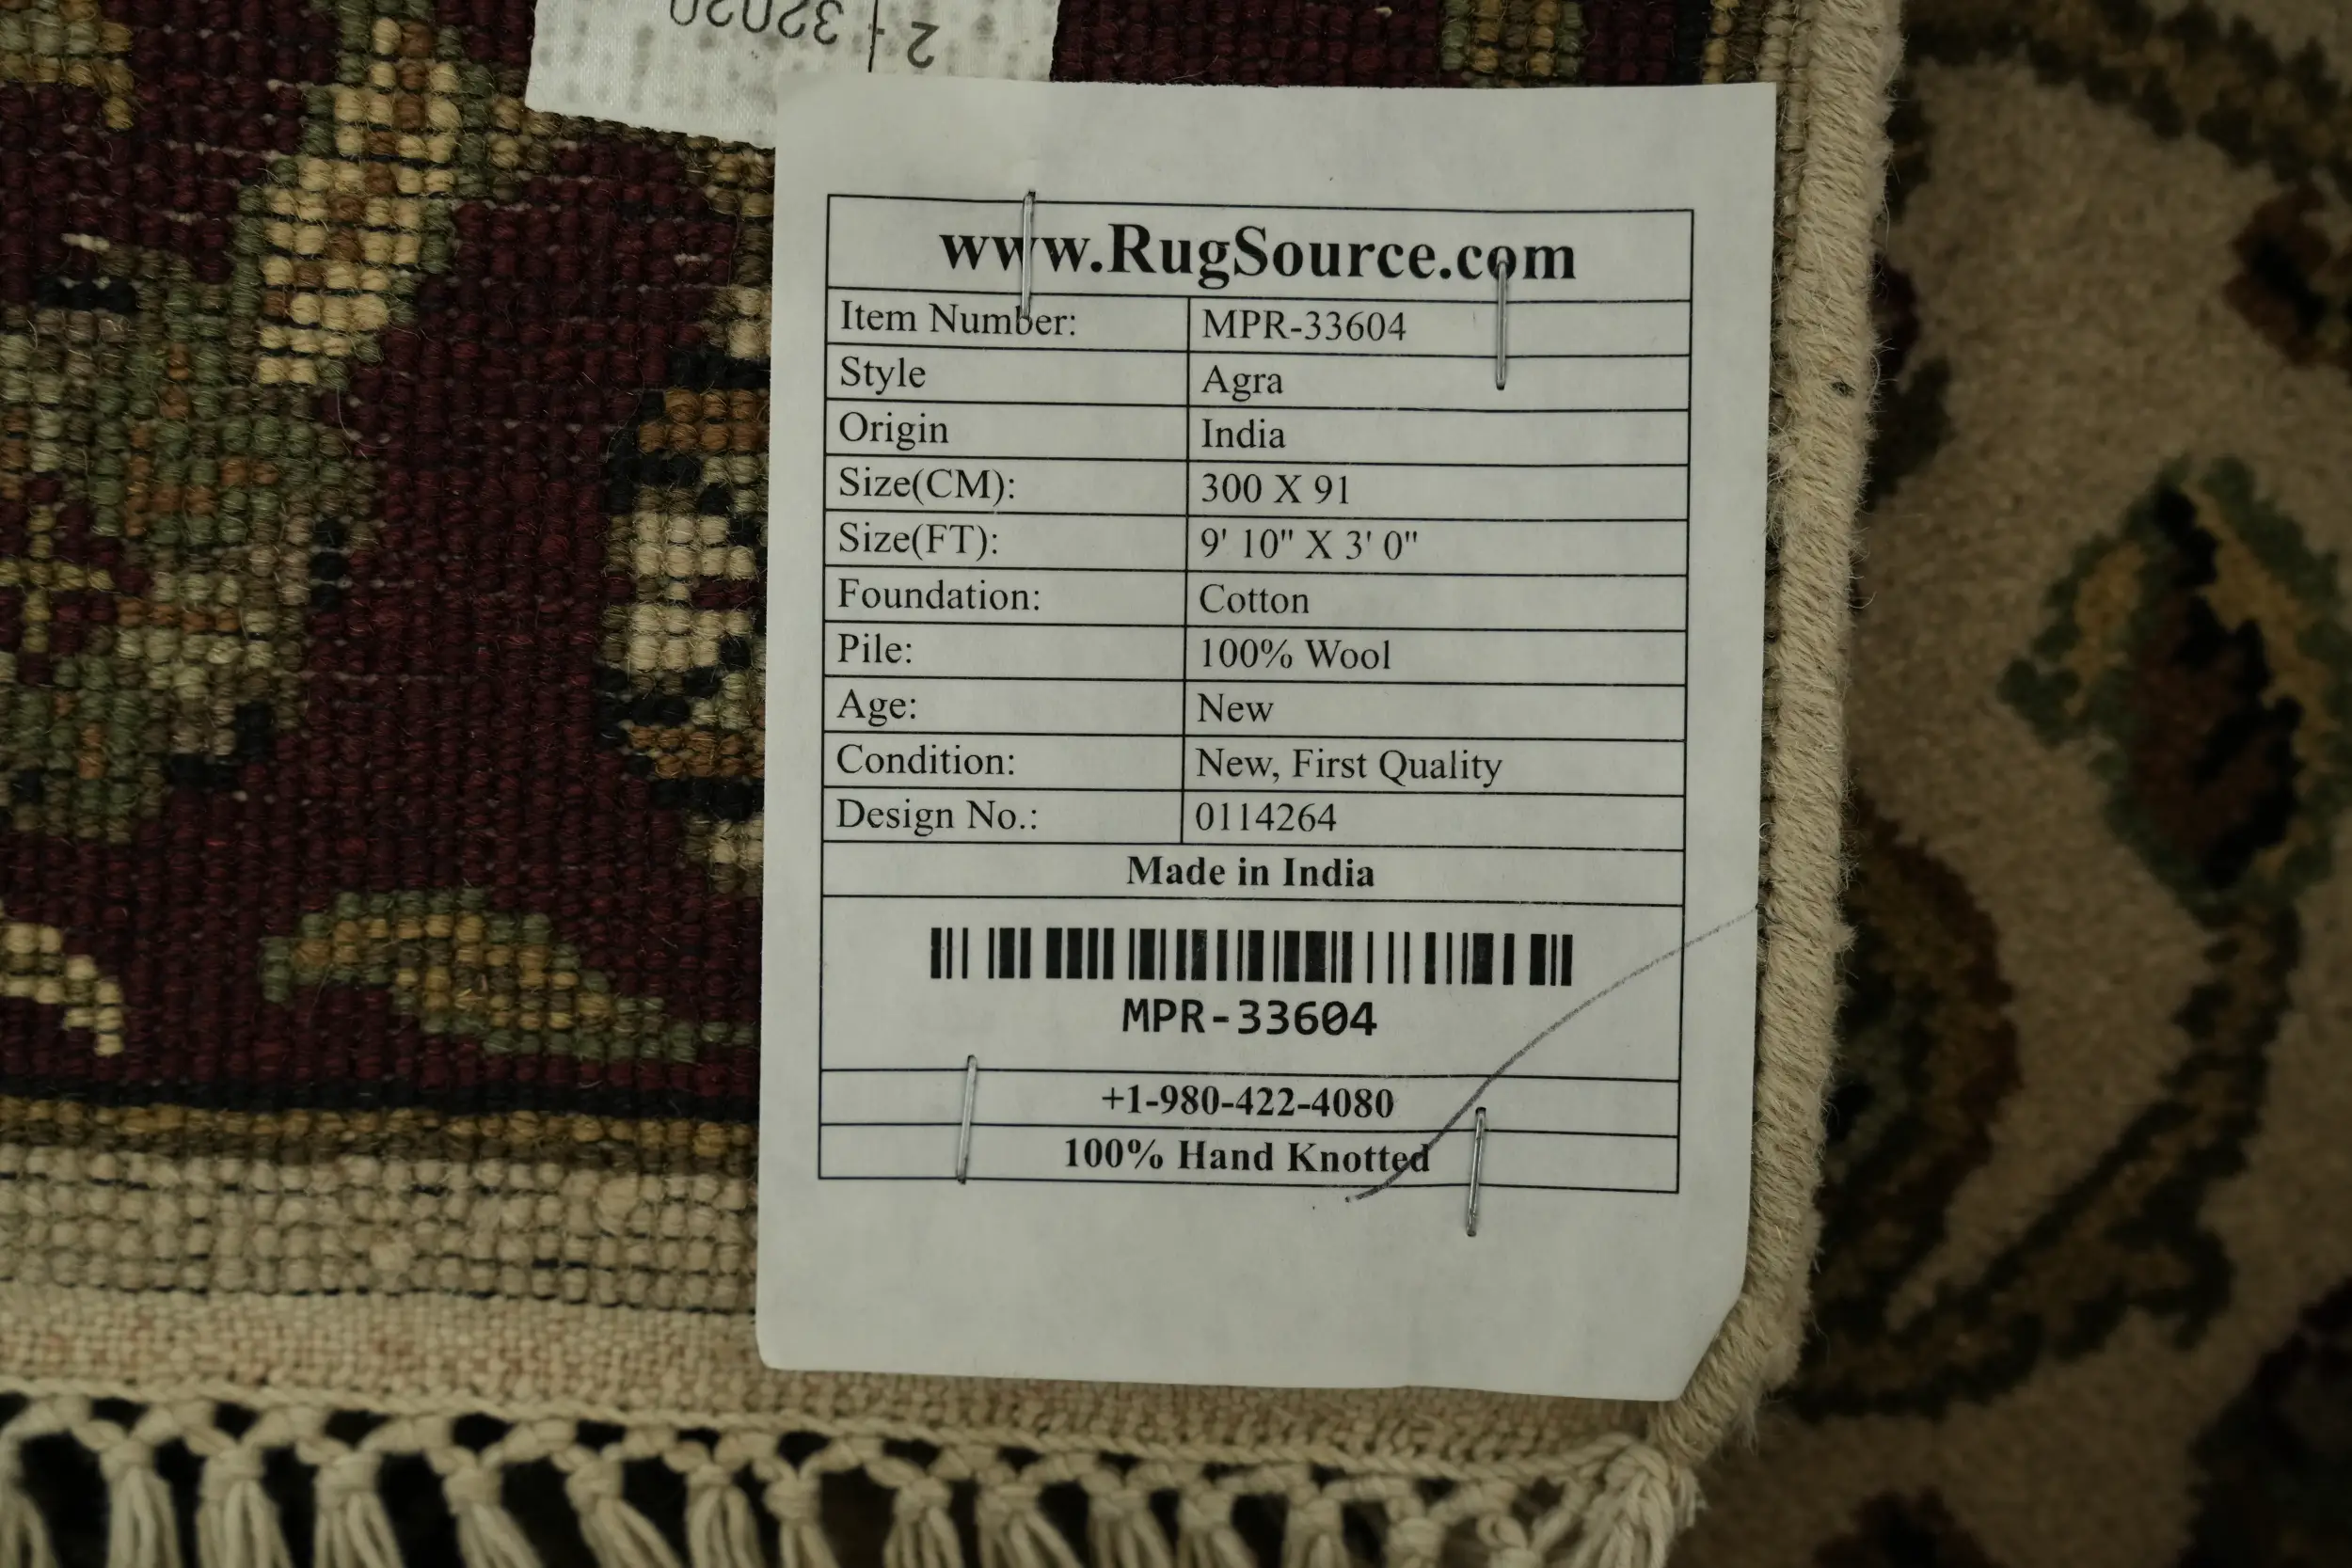 www.RugSource.com
Item Number: MPR-33604
Style Agra
Origin India
Size(CM): 300 X 91
Size(FT): 9' 10" X 3' 0"
Foundation: Cotton
Pile: 100% Wool
Age: New
Condition: New, First Quality
Design No.: 0114264
Made in India
MPR-33604
+1-980-422-4080
100% Hand Knotted